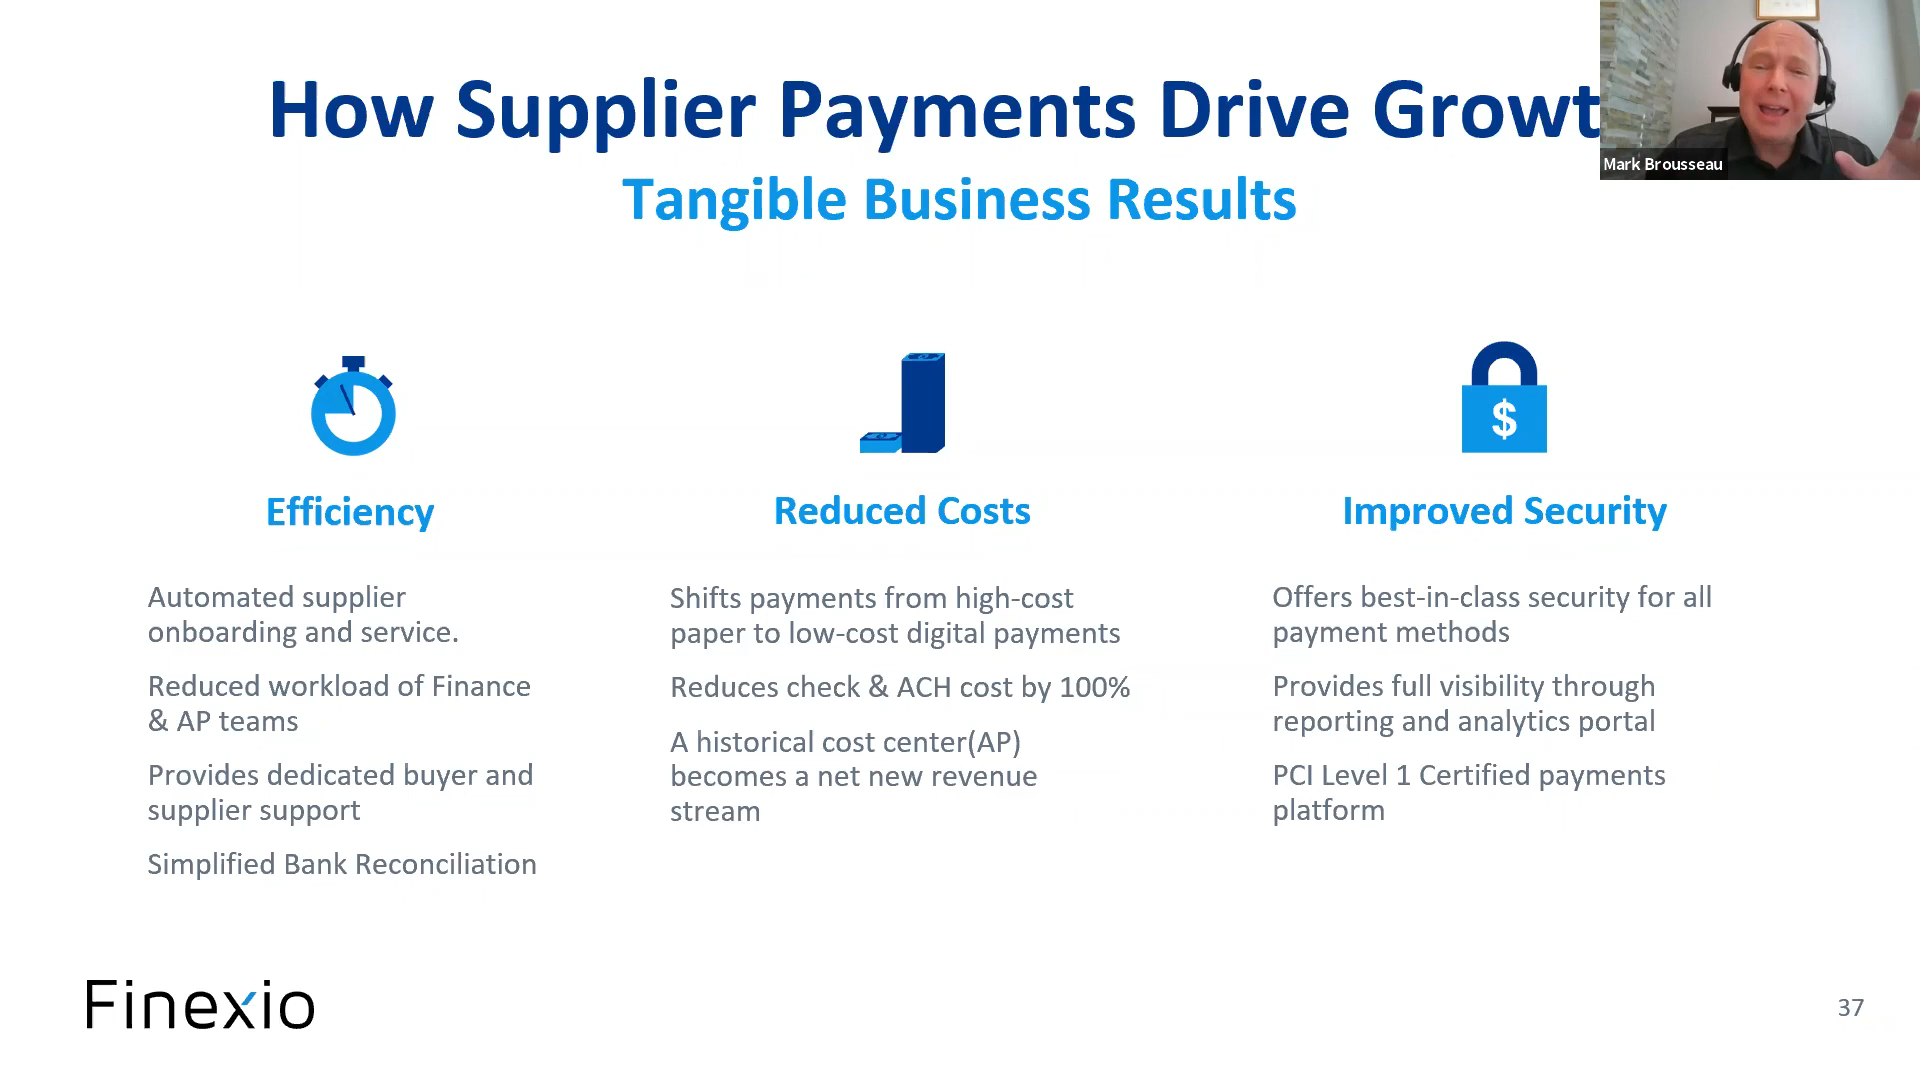 How Supplier Payments Drive Growt
Mark Brousseau
Tangible Business Results
$
Efficiency
Automated supplier
onboarding and service.
Reduced workload of Finance
& AP teams
Provides dedicated buyer and
supplier support
Simplified Bank Reconciliation
Reduced Costs
Shifts payments from high-cost
paper to low-cost digital payments
Reduces check & ACH cost by 100%
A historical cost center(AP)
becomes a net new revenue
stream
Improved Security
Offers best-in-class security for all
payment methods
Provides full visibility through
reporting and analytics portal
PCI Level 1 Certified payments
platform
Finexio
37